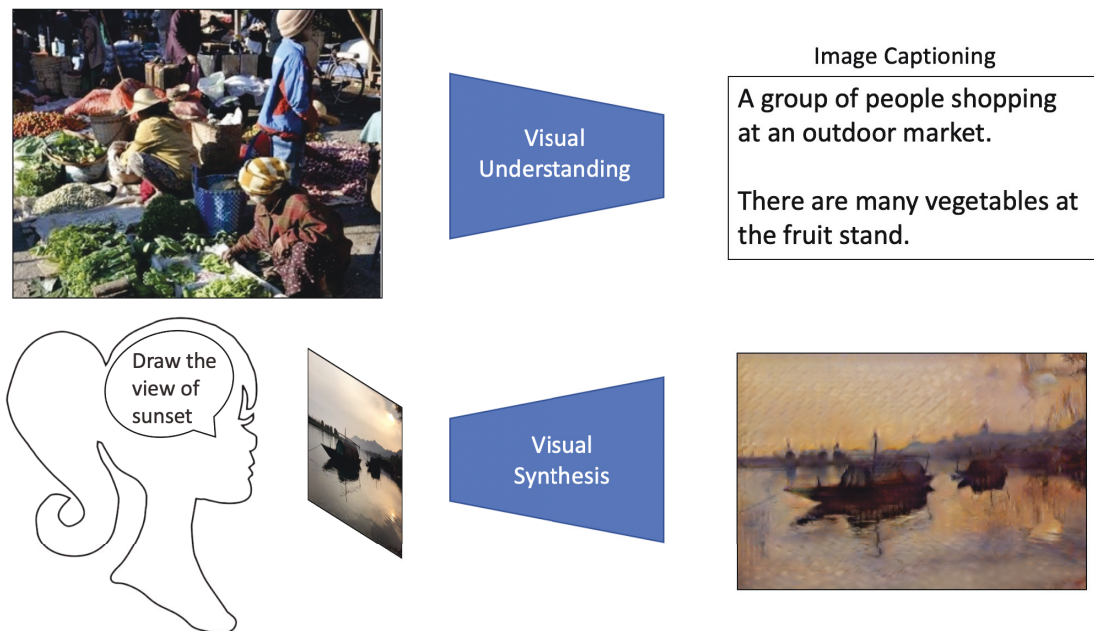 Image Captioning
Visual
Understanding
A group of people shopping
at an outdoor market.
There are many vegetables at
the fruit stand.
Draw the
view of
sunset
Visual
Synthesis